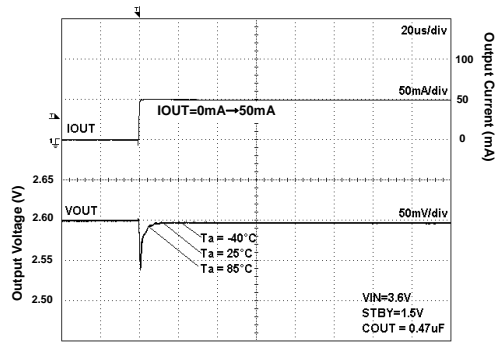 T
20us/div
100
50mA/div
50
IOUT=0mA→50mA
IOUT
0
Output Current (mA)
2.65
VOUT
2.60
50mV/div
Ta = -40°C
Ta = 25°C
Ta = 85°C
2.55
2.50
Output Voltage (V)
VIN=3.6V
STBY=1.5V
COUT = 0.47uF